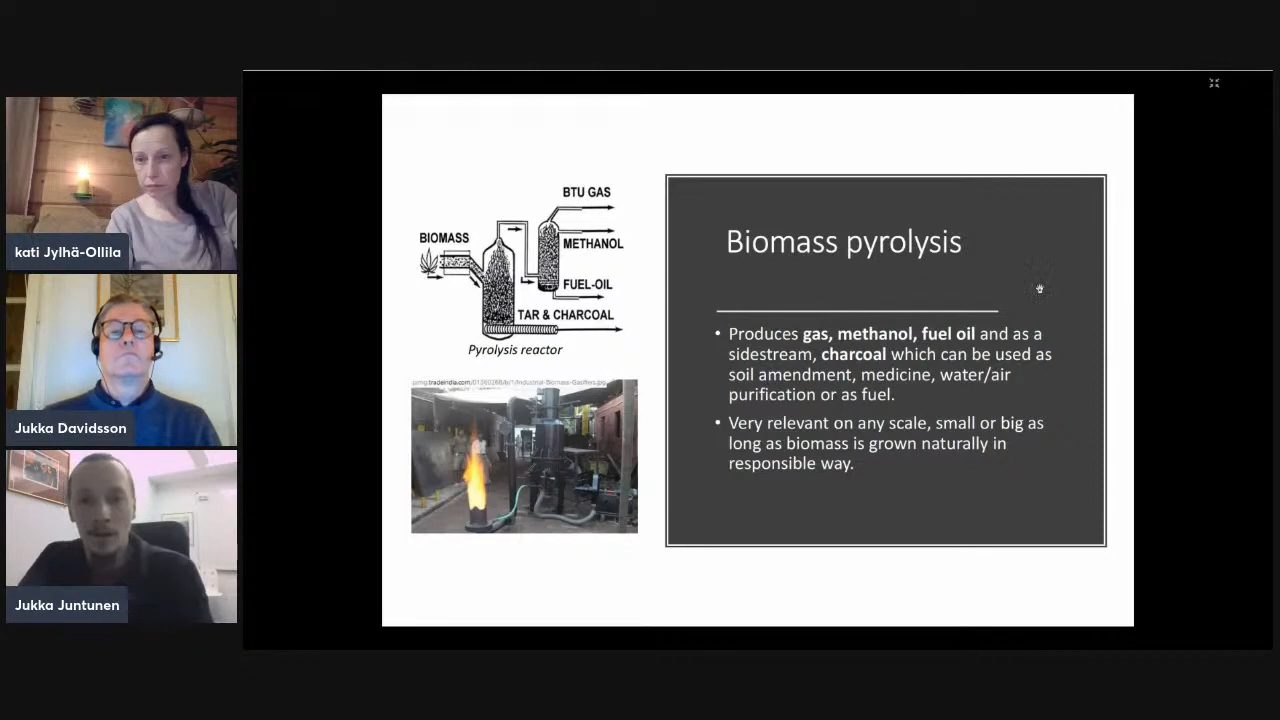 kati Jylhä-Ollila
Jukka Davidsson
Jukka Juntunen
BTU GAS
BIOMASS
METHANOL
FUEL-OIL
TAR & CHARCOAL
Pyrolysis reactor
Biomass pyrolysis
• Produces gas, methanol, fuel oil and as a
sidestream, charcoal which can be used as
soil amendment, medicine, water/air
purification or as fuel.
• Very relevant on any scale, small or big as
long as biomass is grown naturally in
responsible way.